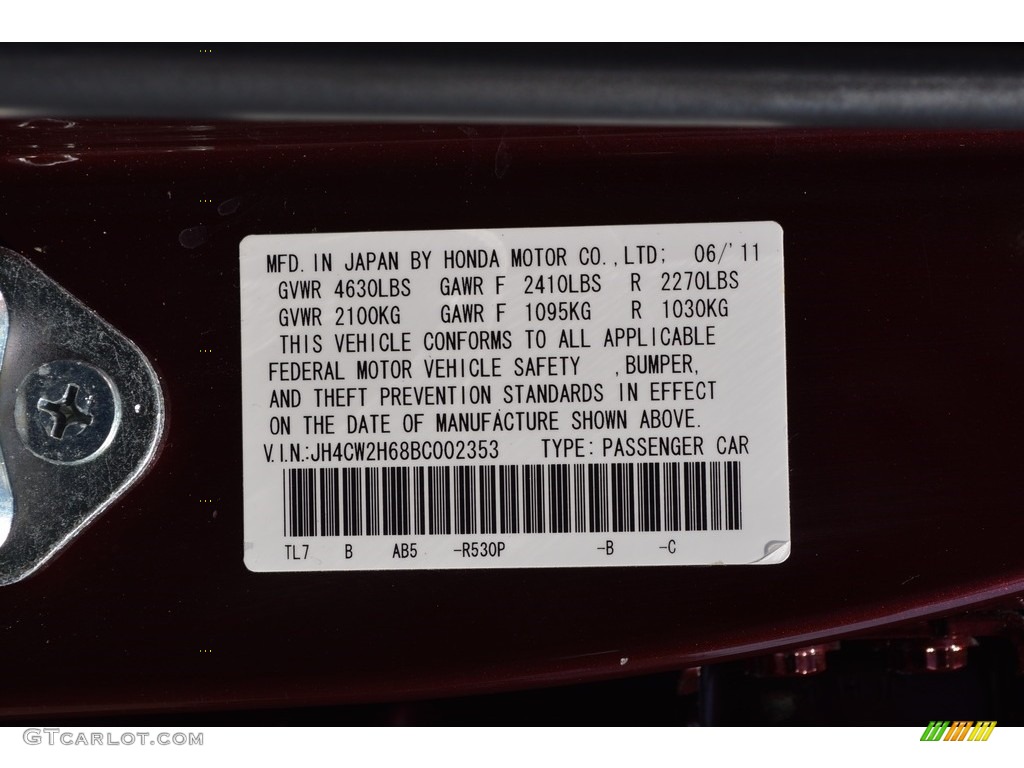 MFD. IN JAPAN BY HONDA MOTOR CO.,LTD; 06/'11
GVWR 4630LBS GAWR F 2410LBS R 2270LBS
GVWR 2100KG GAWR F 1095KG R 1030KG
THIS VEHICLE CONFORMS TO ALL APPLICABLE
FEDERAL MOTOR VEHICLE SAFETY ,BUMPER,
AND THEFT PREVENTION STANDARDS IN EFFECT
ON THE DATE OF MANUFACTURE SHOWN ABOVE.
V.I.N.:JH4CW2H68BC002353 TYPE: PASSENGER CAR
TL7 B AB5 -R530P -B -C
GTCARLOT.COM